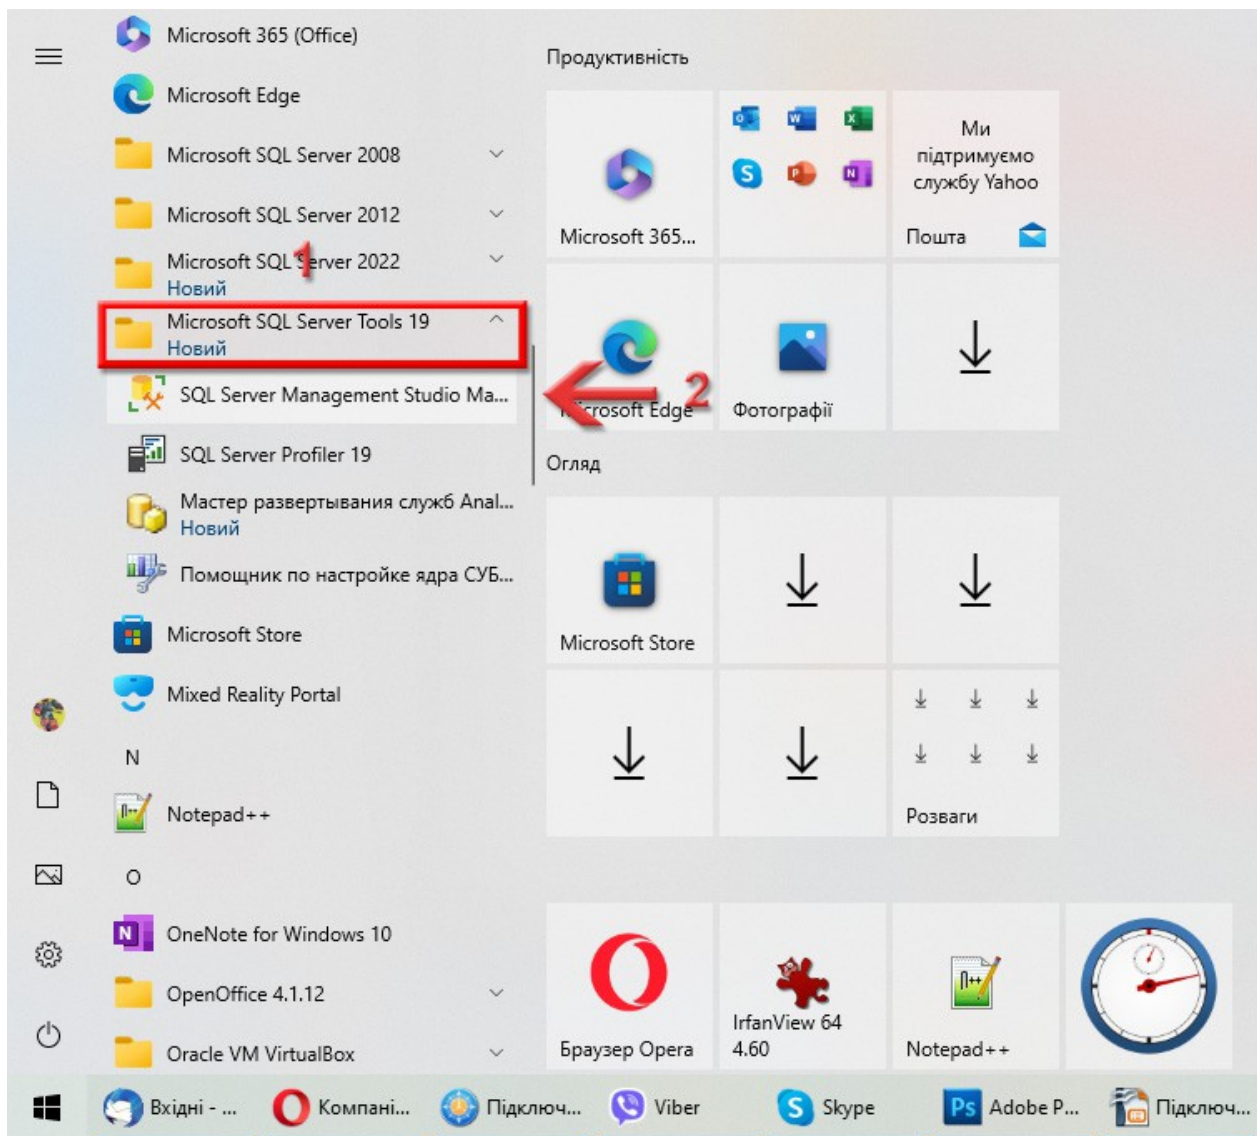 Microsoft 365 (Office)
Microsoft Edge
Microsoft SQL Server 2008
Microsoft SQL Server 2012
Microsoft SQL Server 2022
Новий
1
Microsoft SQL Server Tools 19
Новий
SQL Server Management Studio Ma...
2
SQL Server Profiler 19
Мастер развертывания служб Anal...
Новий
Помощник по настройке ядра СУБ...
Microsoft Store
Mixed Reality Portal
N
Notepad++
O
OneNote for Windows 10
OpenOffice 4.1.12
Oracle VM VirtualBox
Продуктивність
Microsoft 365...
Ми
підтримуємо
службу Yahoo
Пошта
Microsoft Edge
Фотографії
Огляд
Microsoft Store
Розваги
Браузер Opera
IrfanView 64
4.60
Notepad++
Вхідні - ...
Компані...
Підключ...
Viber
Skype
Ps
Adobe P...
Підключ...